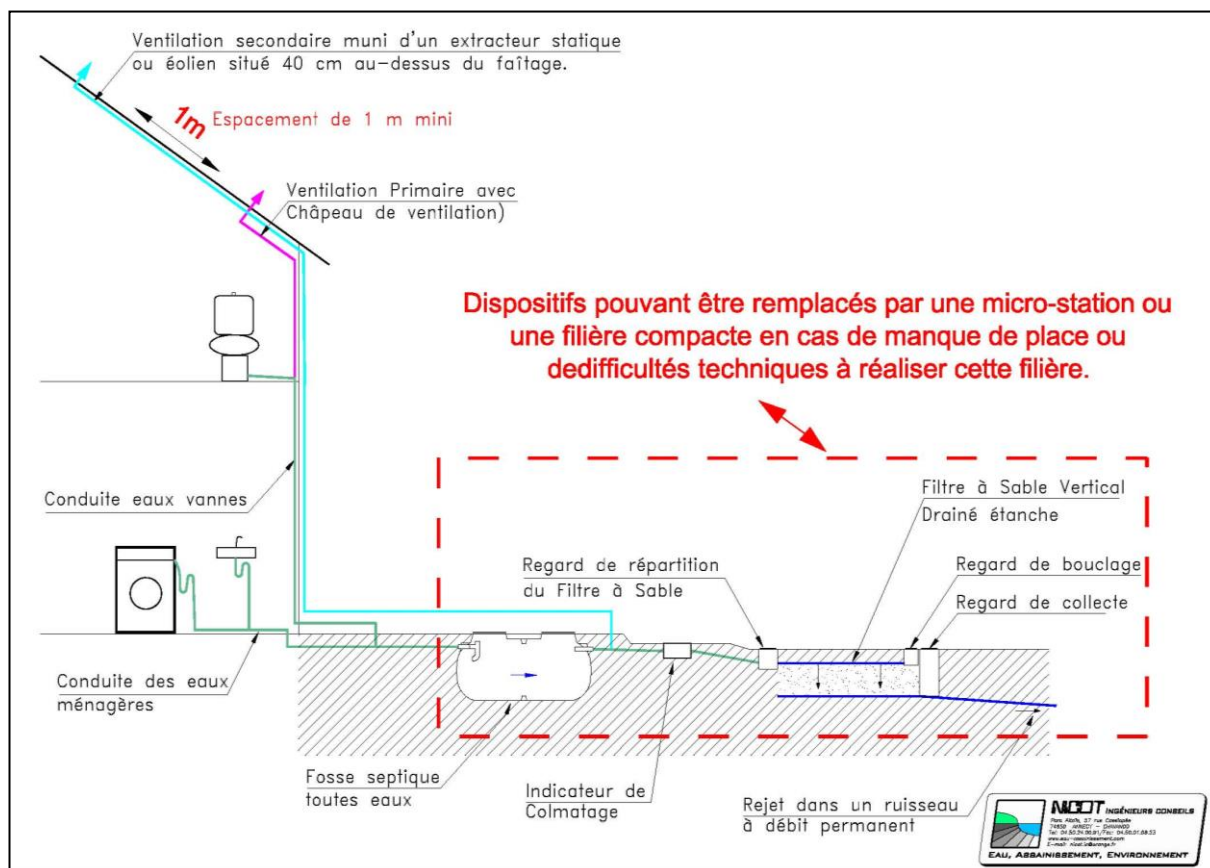 Ventilation secondaire muni d'un extracteur statique
ou éolien situé 40 cm au-dessus du faîtage.
1m
Espacement de 1 m mini
Ventilation Primaire avec
Châpeau de ventilation)
Dispositifs pouvant être remplacés par une micro-station ou
une filière compacte en cas de manque de place ou
dedifficultés techniques à réaliser cette filière.
Conduite eaux vannes
Filtre à Sable Vertical
Drainé étanche
Regard de répartition
du Filtre à Sable
Regard de bouclage
Regard de collecte
Conduite des eaux
ménagères
Fosse septique
toutes eaux
Indicateur de
Colmatage
Rejet dans un ruisseau
à débit permanent
NICOT INGÉNIEURS CONSEILS
EAU, ASSAINISSEMENT, ENVIRONNEMENT